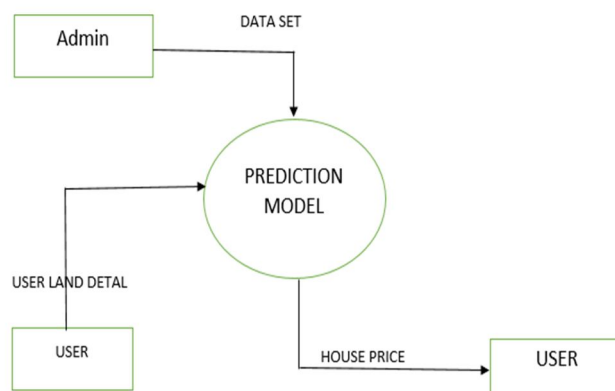 DATA SET
Admin
PREDICTION
MODEL
USER LAND DETAL
USER
HOUSE PRICE
USER